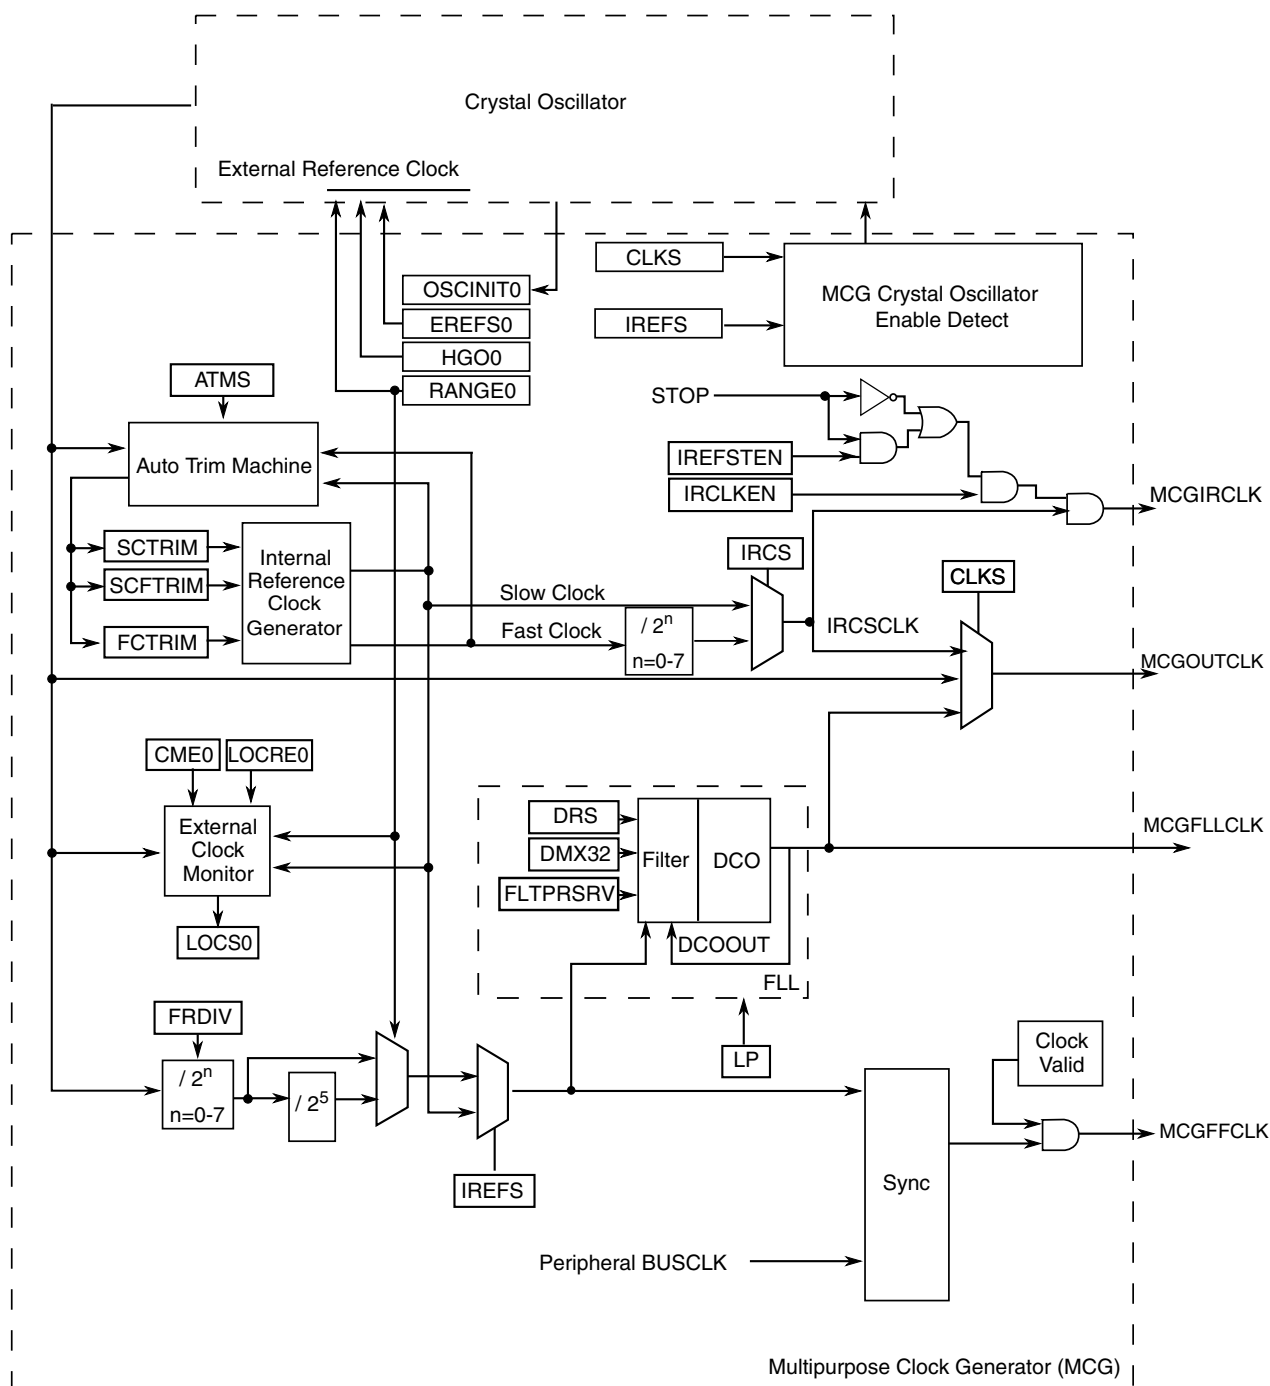 Crystal Oscillator
External Reference Clock
CLKS
MCG Crystal Oscillator
Enable Detect
OSCINIT0
EREFS0
IREFS
HGO0
RANGE0
ATMS
STOP
Auto Trim Machine
IREFSTEN
IRCLKEN
MCGIRCLK
SCTRIM
SCFTRIM
FCTRIM
Internal
Reference
Clock
Generator
IRCS
CLKS
Slow Clock
Fast Clock
/ 2n
n=0-7
IRCSCLK
MCGOUTCLK
CME0
LOCRE0
External
Clock
Monitor
LOCS0
DRS
DMX32
FLTPRSRV
Filter
DCO
MCGFLLCLK
DCOOUT
FLL
LP
FRDIV
/ 2n
n=0-7
/ 25
Clock
Valid
MCGFFCLK
IREFS
Sync
Peripheral BUSCLK
Multipurpose Clock Generator (MCG)